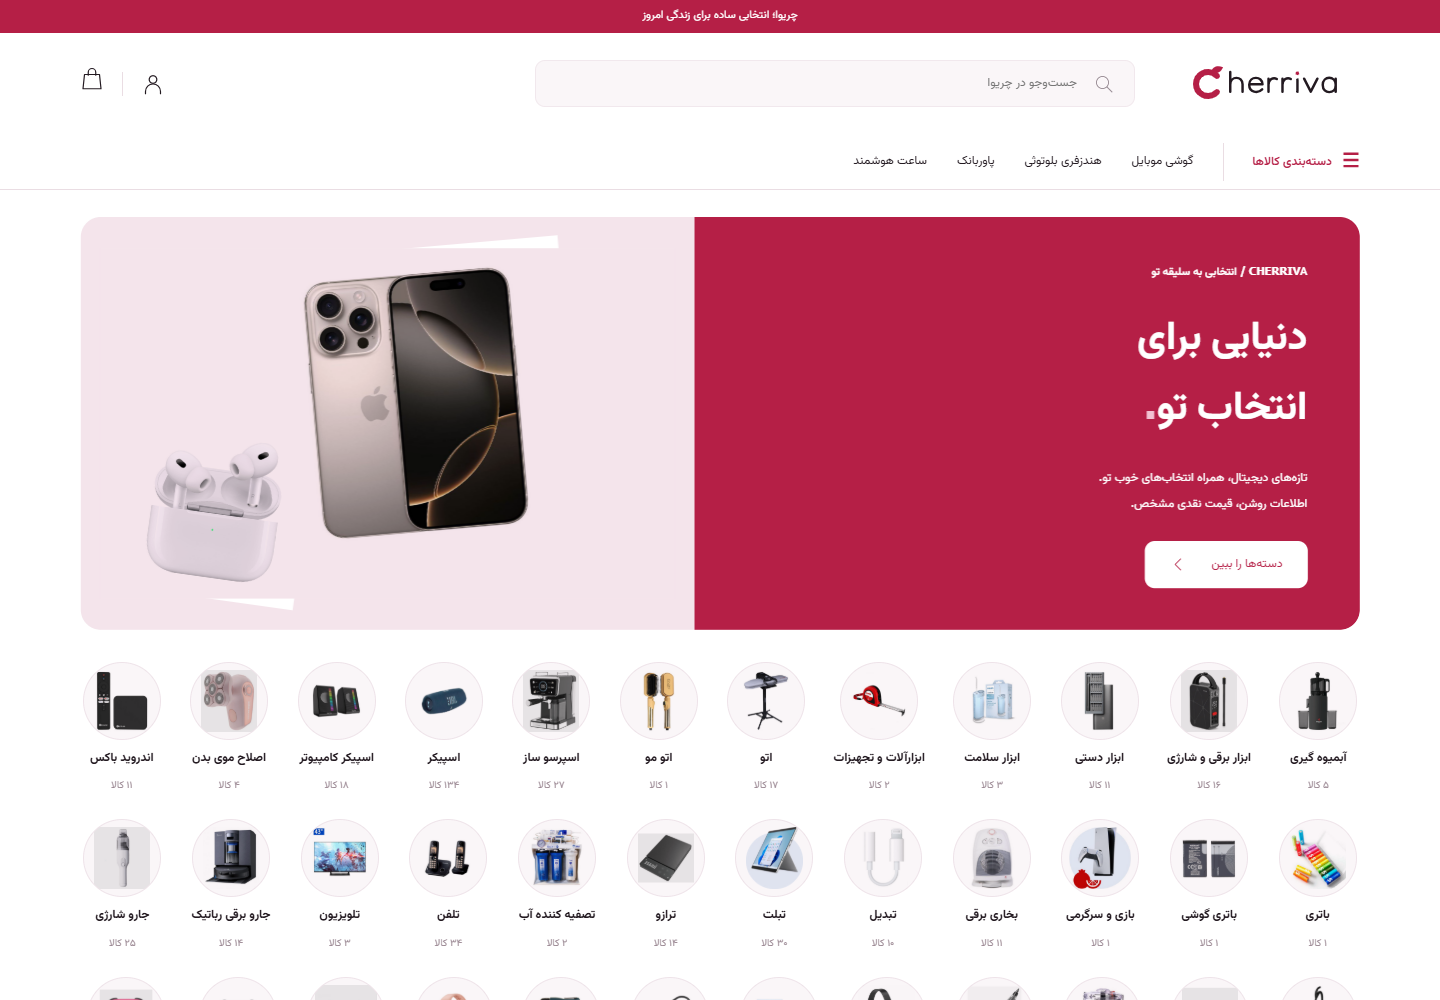 چریوا؛ انتخابی ساده برای زندگی امروز
Cherriva
جست‌وجو در چریوا
دسته‌بندی کالاها
گوشی موبایل
هندزفری بلوتوثی
پاوربانک
ساعت هوشمند
CHERRIVA / انتخابی به سلیقه تو
دنیایی برای
انتخاب تو.
تازه‌های دیجیتال، همراه انتخاب‌های خوب تو.
اطلاعات روشن، قیمت نقدی مشخص.
دسته‌ها را ببین
آبمیوه گیری
۵ کالا
ابزار برقی و شارژی
۱۶ کالا
ابزار دستی
۱۱ کالا
ابزار سلامت
۳ کالا
ابزارآلات و تجهیزات
۲ کالا
اتو
۱۷ کالا
اتو مو
۱ کالا
اسپرسو ساز
۲۷ کالا
اسپیکر
۱۳۴ کالا
اسپیکر کامپیوتر
۱۸ کالا
اصلاح موی بدن
۴ کالا
اندروید باکس
۱۱ کالا
باتری
۱ کالا
باتری گوشی
۱ کالا
بازی و سرگرمی
۱ کالا
بخاری برقی
۱۱ کالا
تبدیل
۱۰ کالا
تبلت
۳۰ کالا
ترازو
۱۴ کالا
تصفیه کننده آب
۲ کالا
تلفن
۳۴ کالا
43"
تلویزیون
۳ کالا
جارو برقی رباتیک
۱۴ کالا
جارو شارژی
۲۵ کالا